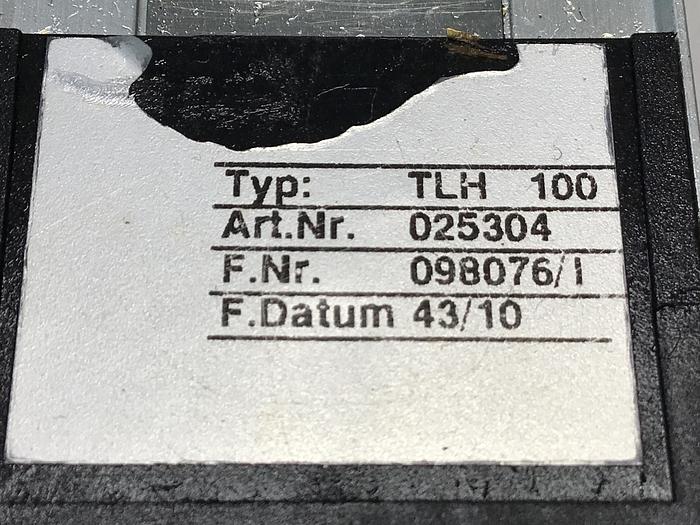 Typ: TLH 100
Art.Nr. 025304
F.Nr. 098076/I
F.Datum 43/10